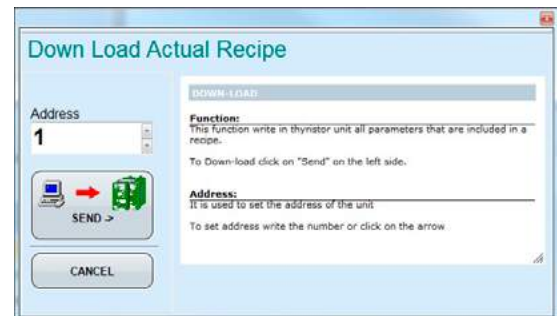 Down Load Actual Recipe
Address
1
SEND ->
CANCEL
DOWN-LOAD
Function:
This function write in thyristor unit all parameters that are included in a
recipe.
To Down-load click on "Send" on the left side.
Address:
It is used to set the address of the unit
To set address write the number or click on the arrow